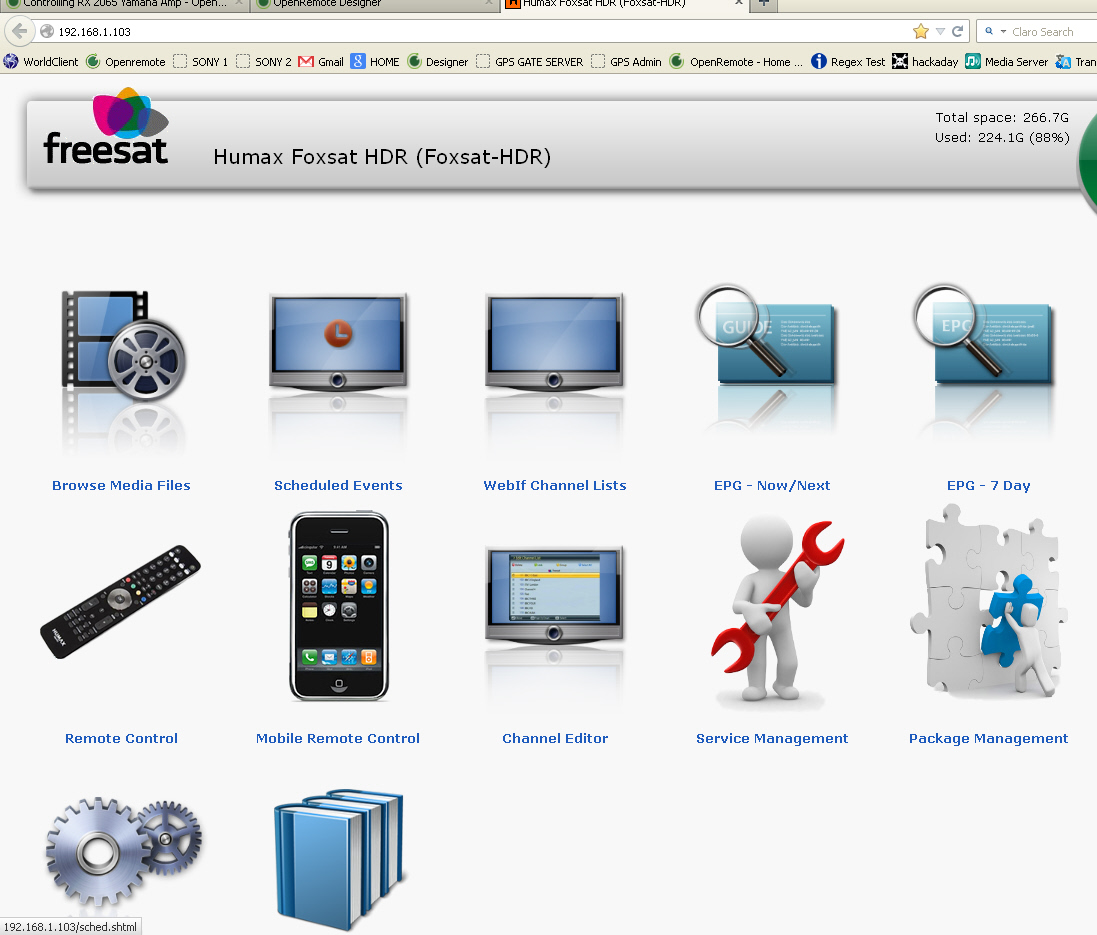 Controlling RX 2065 Yamaha Amp - Open...
OpenRemote Designer
Humax Foxsat HDR (Foxsat-HDR)
192.168.1.103
Claro Search
WorldClient Openremote SONY 1 SONY 2 Gmail HOME Designer GPS GATE SERVER GPS Admin OpenRemote - Home ... Regex Test hackaday Media Server Tran
freesat
Humax Foxsat HDR (Foxsat-HDR)
Total space: 266.7G
Used: 224.1G (88%)
GUIDE
EPG
Browse Media Files
Scheduled Events
WebIf Channel Lists
EPG - Now/Next
EPG - 7 Day
HUMAX
9
Remote Control
Mobile Remote Control
Channel Editor
Service Management
Package Management
192.168.1.103/sched.shtml